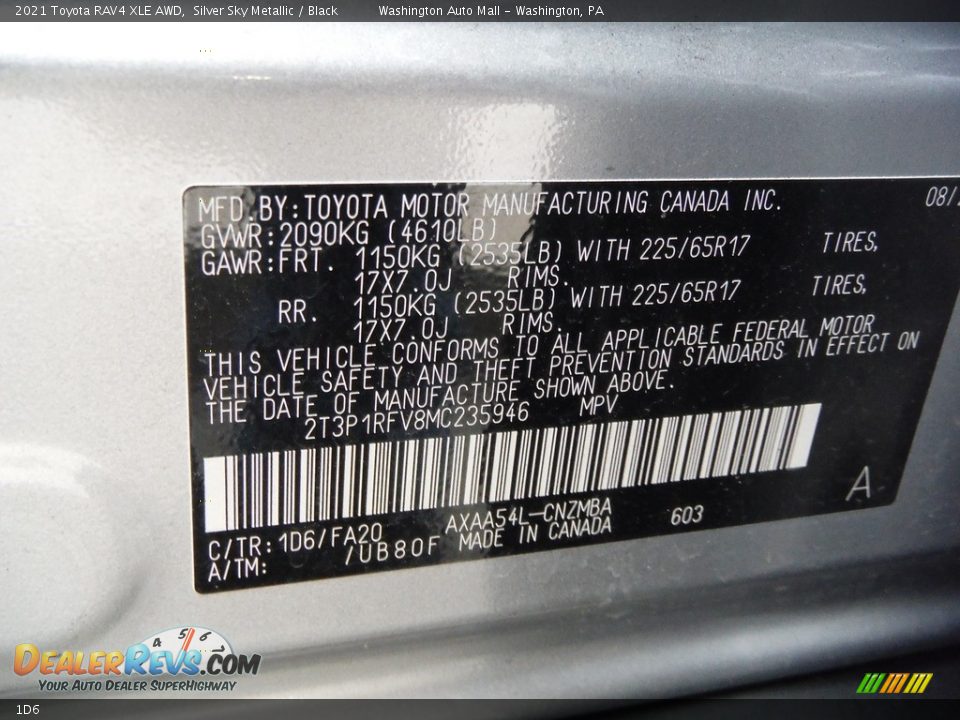 2021 Toyota RAV4 XLE AWD, Silver Sky Metallic / Black Washington Auto Mall - Washington, PA
MFD.BY:TOYOTA MOTOR MANUFACTURING CANADA INC. 08/
GVWR:2090KG (4610LB)
GAWR:FRT. 1150KG (2535LB) WITH 225/65R17 TIRES,
17X7.0J RIMS.
RR. 1150KG (2535LB) WITH 225/65R17 TIRES,
17X7.0J RIMS.
THIS VEHICLE CONFORMS TO ALL APPLICABLE FEDERAL MOTOR
VEHICLE SAFETY AND THEFT PREVENTION STANDARDS IN EFFECT ON
THE DATE OF MANUFACTURE SHOWN ABOVE.
2T3P1RFV8MC235946 MPV
A
C/TR:1D6/FA20 AXAA54L-CNZMBA 603
A/TM: /UB80F MADE IN CANADA
4 5 6
DEALERREVS.COM
YOUR AUTO DEALER SUPERHIGHWAY
1D6